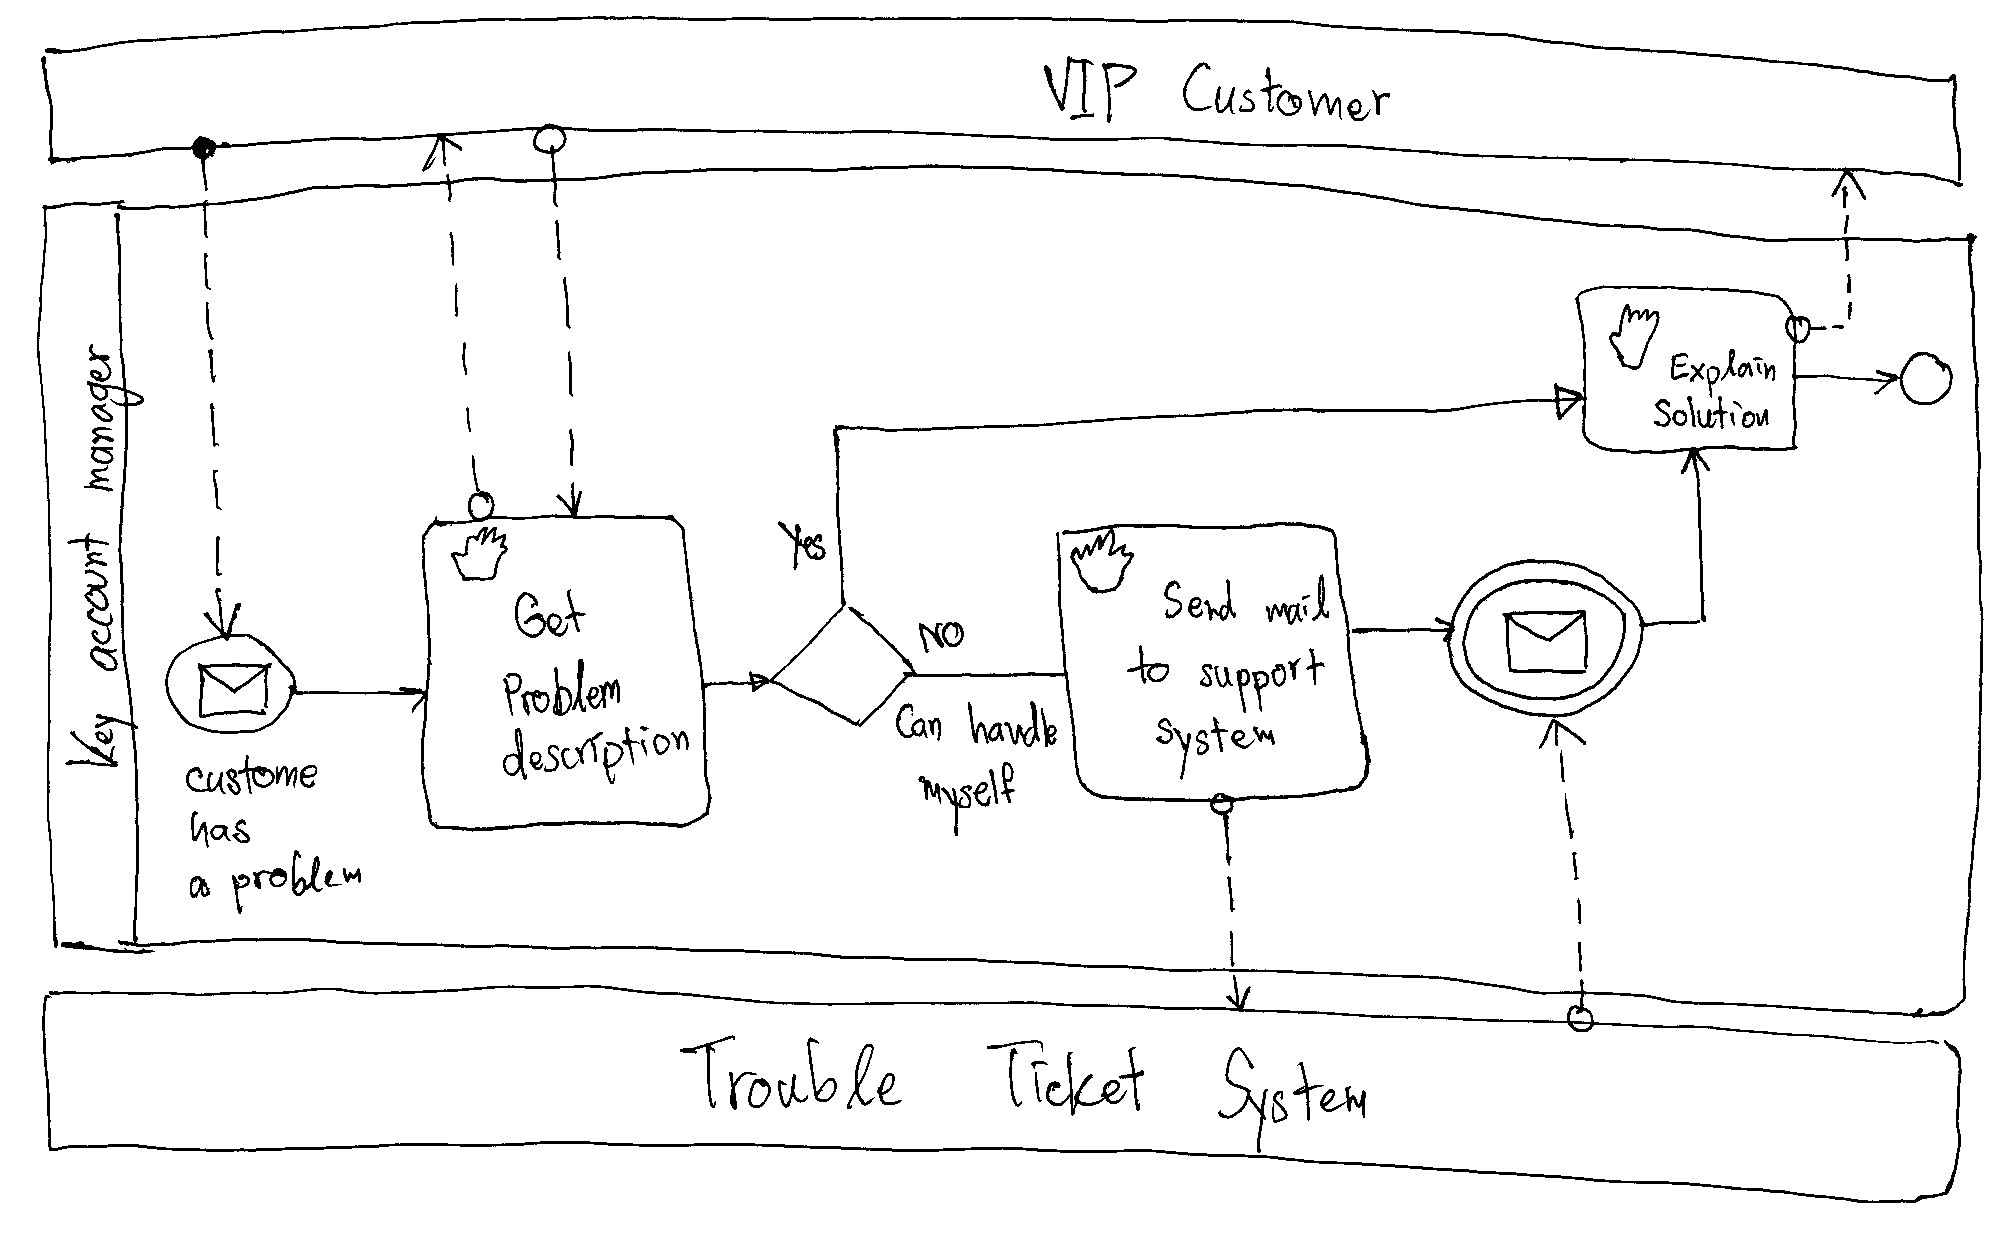 VIP Customer
Key account manager
custome
has
a problem
Get
Problem
description
Yes
NO
Can handle
myself
Send mail
to support
system
Explain
Solution
Trouble Ticket System